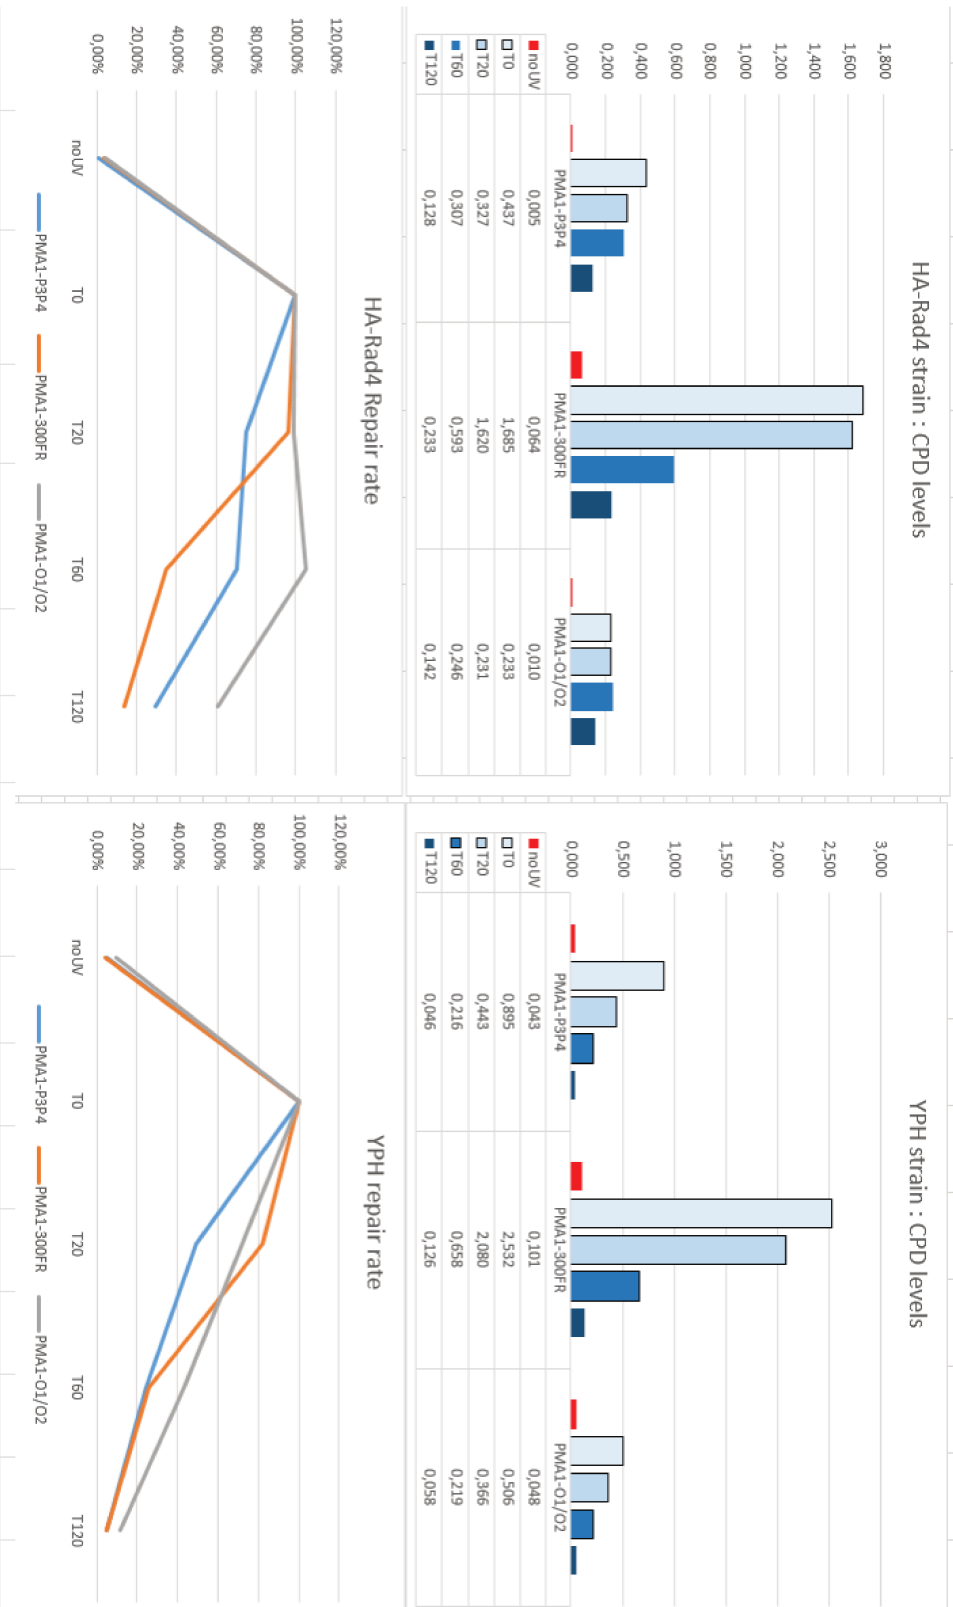 HA-Rad4 strain : CPD levels
1,800
1,600
1,400
1,200
1,000
0,800
0,600
0,400
0,200
0,000
PMA1-P3P4 PMA1-300FR PMA1-O1/O2
noUV 0,005 0,064 0,010
T0 0,437 1,685 0,233
T20 0,327 1,620 0,231
T60 0,307 0,593 0,246
T120 0,128 0,233 0,142
YPH strain : CPD levels
3,000
2,500
2,000
1,500
1,000
0,500
0,000
PMA1-P3P4 PMA1-300FR PMA1-O1/O2
noUV 0,043 0,101 0,048
T0 0,895 2,532 0,506
T20 0,443 2,080 0,366
T60 0,216 0,658 0,219
T120 0,046 0,126 0,058
HA-Rad4 Repair rate
120,00%
100,00%
80,00%
60,00%
40,00%
20,00%
0,00%
noUV T0 T20 T60 T120
PMA1-P3P4 PMA1-300FR PMA1-O1/O2
YPH repair rate
120,00%
100,00%
80,00%
60,00%
40,00%
20,00%
0,00%
noUV T0 T20 T60 T120
PMA1-P3P4 PMA1-300FR PMA1-O1/O2